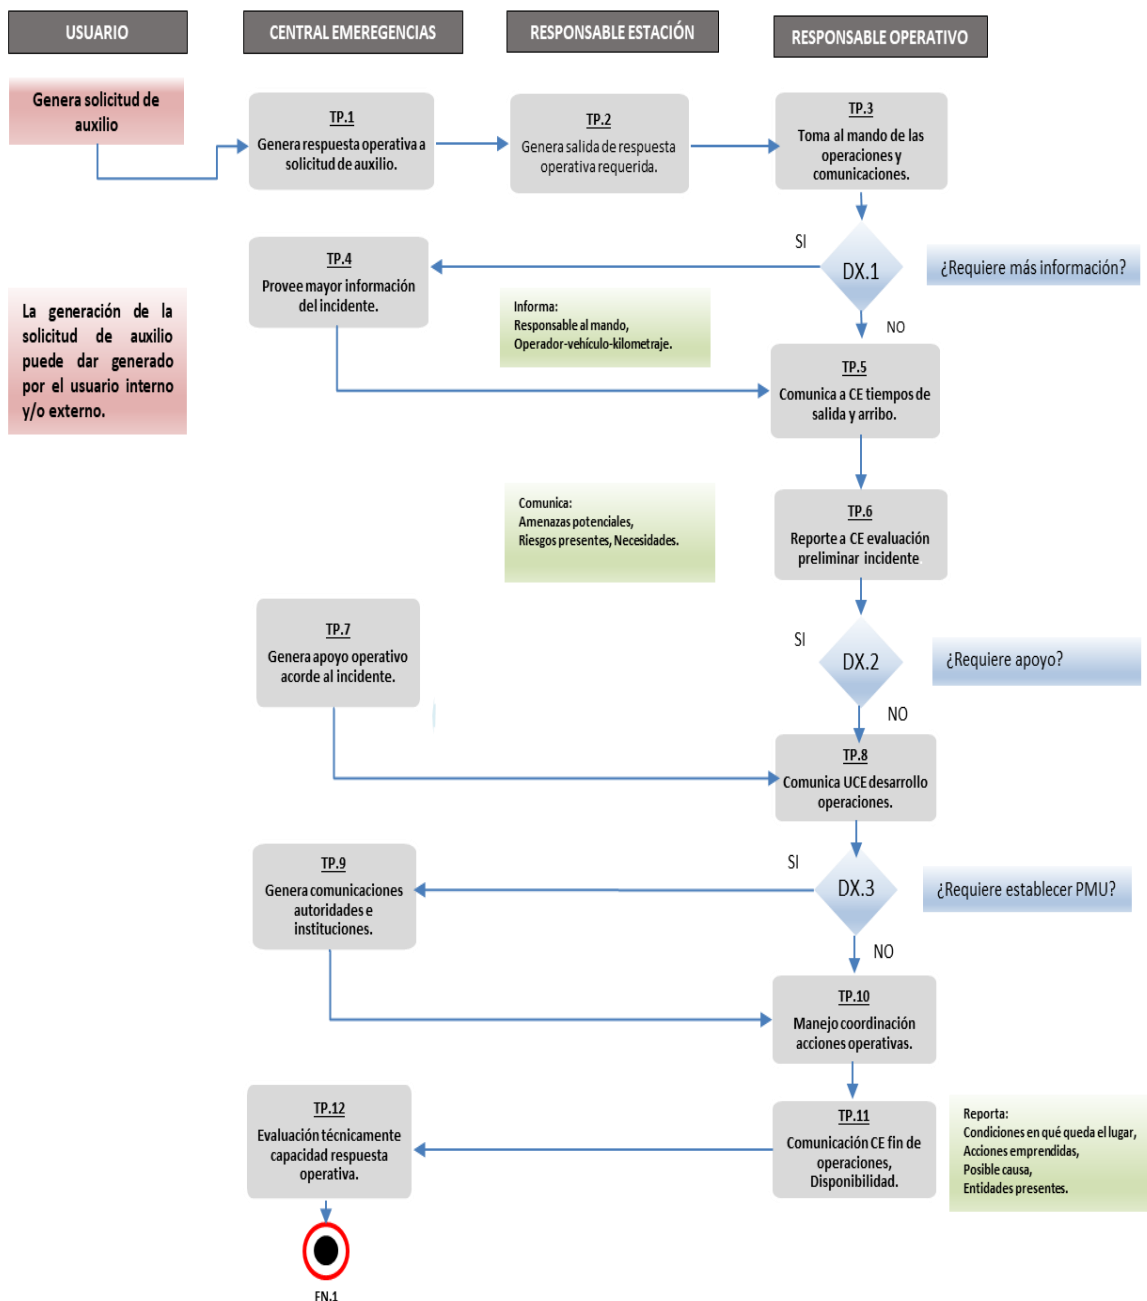 USUARIO
CENTRAL EMEREGENCIAS
RESPONSABLE ESTACIÓN
RESPONSABLE OPERATIVO
Genera solicitud de
auxilio
TP.1
Genera respuesta operativa a
solicitud de auxilio.
TP.2
Genera salida de respuesta
operativa requerida.
TP.3
Toma al mando de las
operaciones y
comunicaciones.
SI
DX.1
¿Requiere más información?
NO
TP.4
Provee mayor información
del incidente.
La generación de la
solicitud de auxilio
puede dar generado
por el usuario interno
y/o externo.
Informa:
Responsable al mando,
Operador-vehículo-kilometraje.
TP.5
Comunica a CE tiempos de
salida y arribo.
Comunica:
Amenazas potenciales,
Riesgos presentes, Necesidades.
TP.6
Reporte a CE evaluación
preliminar incidente
TP.7
Genera apoyo operativo
acorde al incidente.
SI
DX.2
¿Requiere apoyo?
NO
TP.8
Comunica UCE desarrollo
operaciones.
TP.9
Genera comunicaciones
autoridades e
instituciones.
SI
DX.3
¿Requiere establecer PMU?
NO
TP.10
Manejo coordinación
acciones operativas.
TP.12
Evaluación técnicamente
capacidad respuesta
operativa.
TP.11
Comunicación CE fin de
operaciones,
Disponibilidad.
Reporta:
Condiciones en qué queda el lugar,
Acciones emprendidas,
Posible causa,
Entidades presentes.
FN.1